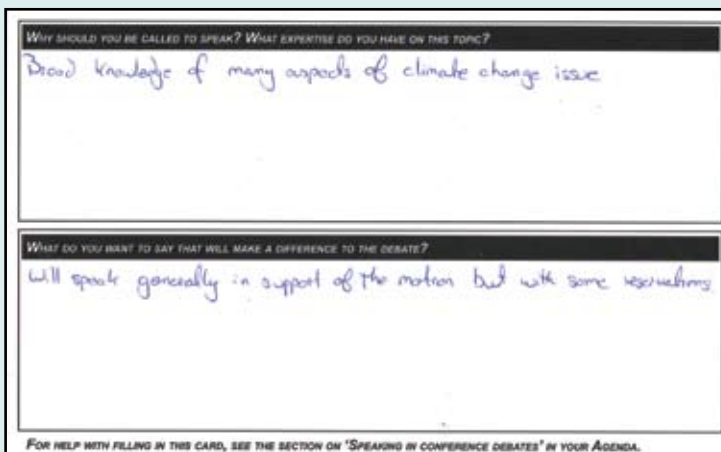 WHY SHOULD YOU BE CALLED TO SPEAK? WHAT EXPERTISE DO YOU HAVE ON THIS TOPIC?
Broad knowledge of many aspects of climate change issue
WHAT DO YOU WANT TO SAY THAT WILL MAKE A DIFFERENCE TO THE DEBATE?
Will speak generally in support of the motion but with some reservations
FOR HELP WITH FILLING IN THIS CARD, SEE THE SECTION ON 'SPEAKING IN CONFERENCE DEBATES' IN YOUR AGENDA.